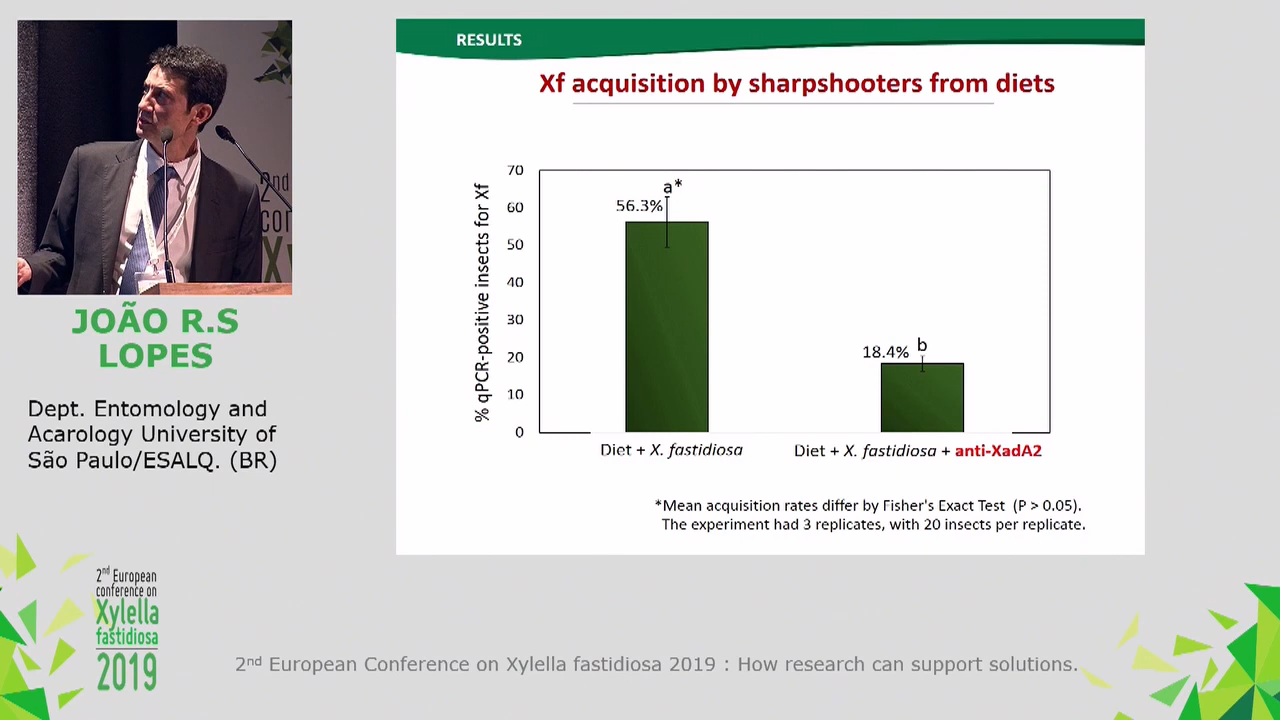 RESULTS
Xf acquisition by sharpshooters from diets
% qPCR-positive insects for Xf
70
60
50
40
30
20
10
0
56.3%
a*
18.4%
b
Diet + X. fastidiosa
Diet + X. fastidiosa + anti-XadA2
*Mean acquisition rates differ by Fisher's Exact Test (P > 0.05).
The experiment had 3 replicates, with 20 insects per replicate.
2nd
JOÃO R.S
LOPES
Dept. Entomology and
Acarology University of
São Paulo/ESALQ. (BR)
2nd European
conference on
Xylella
fastidiosa
2019
2nd European Conference on Xylella fastidiosa 2019 : How research can support solutions.